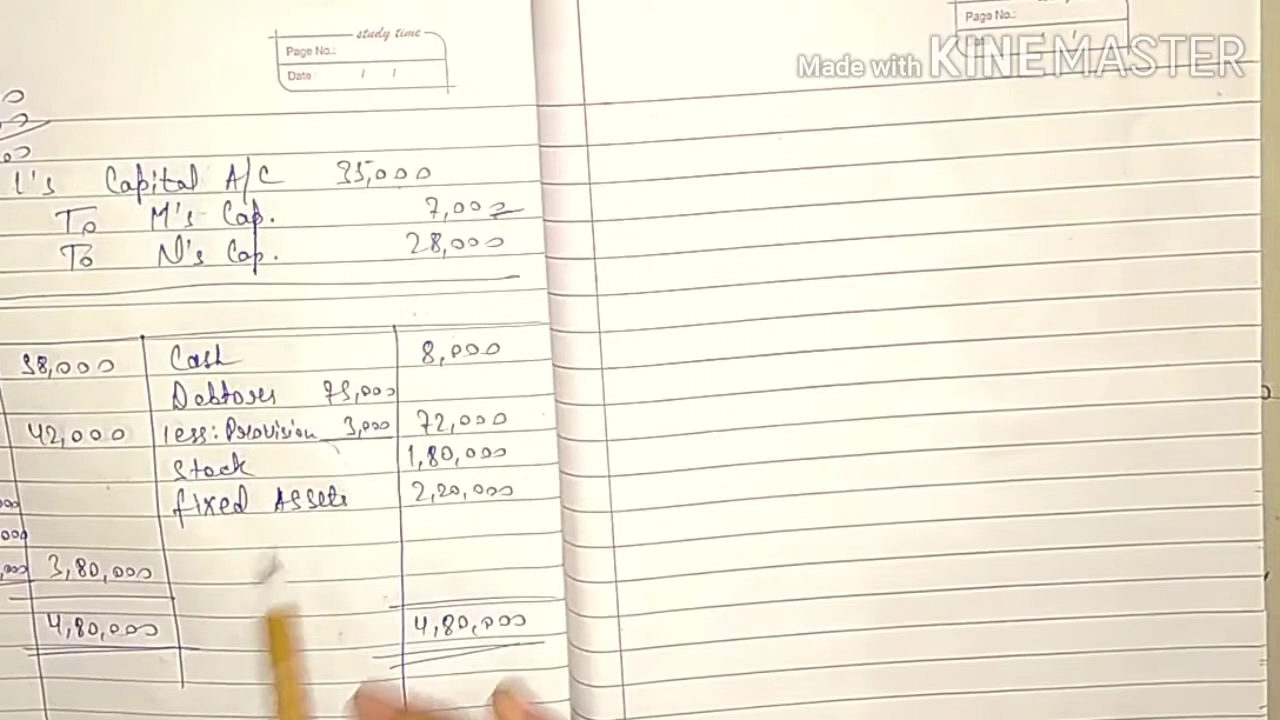 study time
Page No.:
Date / /
Page No.:
Made with KINEMASTER
l's Capital A/C 35,000
To M's Cap. 7,000
To N's Cap. 28,000
38,000 Cash 8,000
Debtores 75,000
42,000 less: Provision 3,000 72,000
Stock 1,80,000
fixed Assets 2,20,000
3,80,000
4,80,000 4,80,000